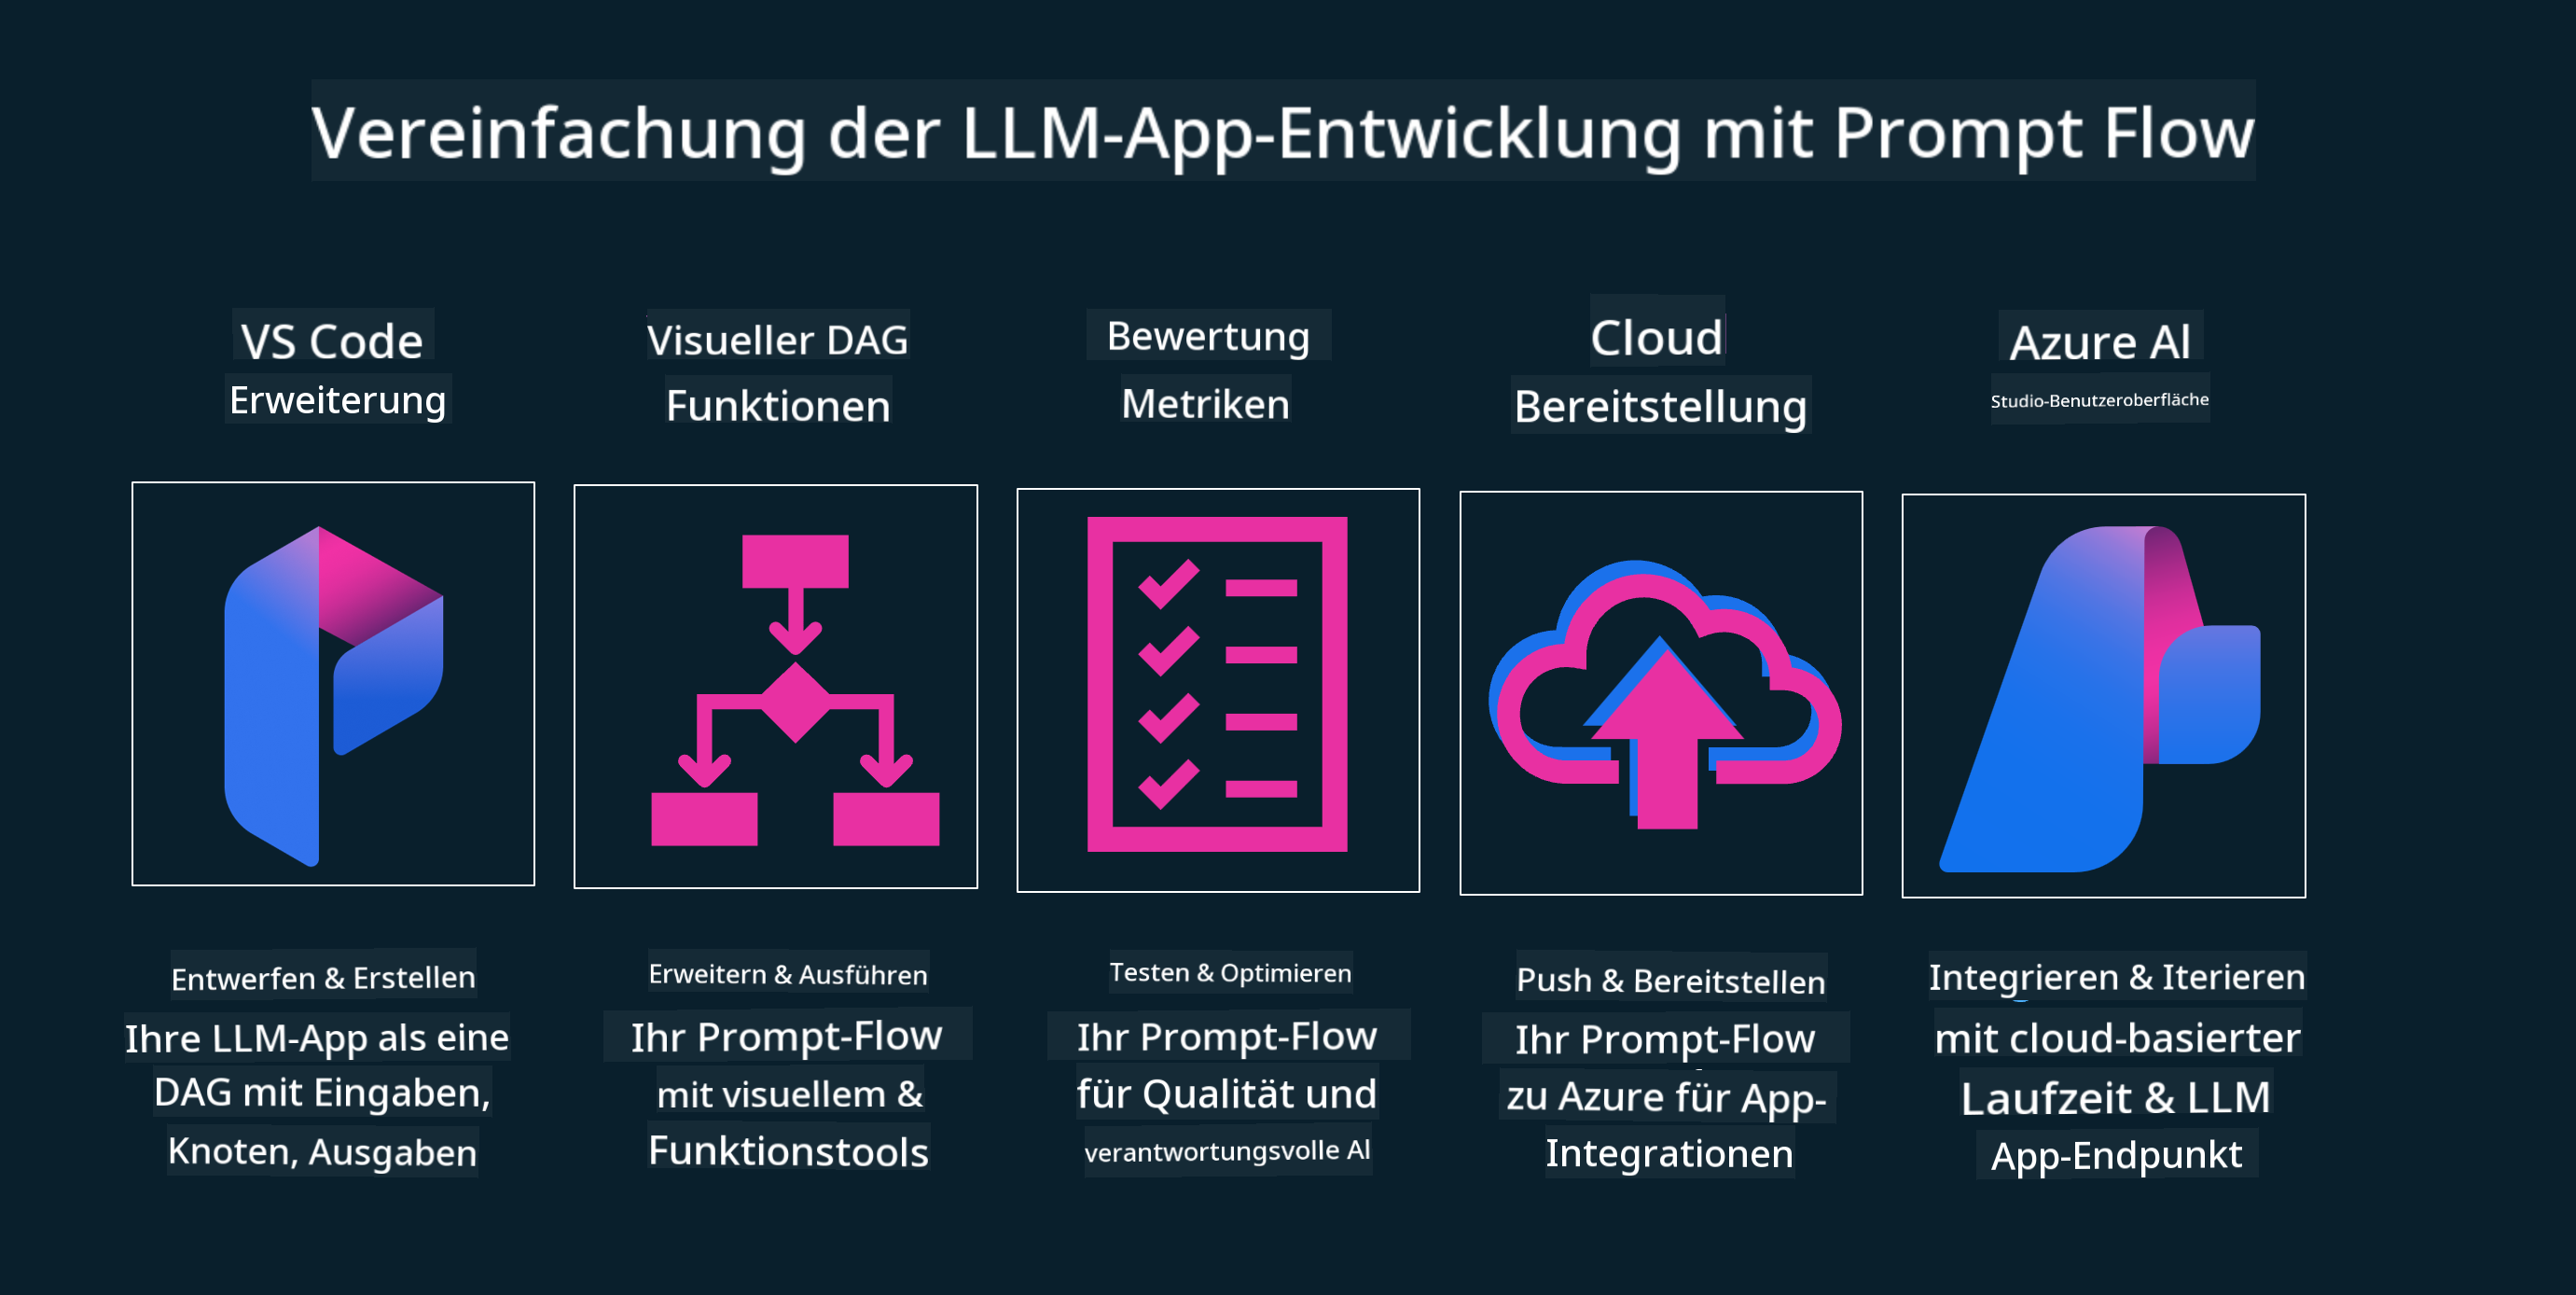 Vereinfachung der LLM-App-Entwicklung mit Prompt Flow
VS Code
Erweiterung
Visueller DAG
Funktionen
Bewertung
Metriken
Cloud
Bereitstellung
Azure AI
Studio-Benutzeroberfläche
Entwerfen & Erstellen
Ihre LLM-App als eine
DAG mit Eingaben,
Knoten, Ausgaben
Erweitern & Ausführen
Ihr Prompt-Flow
mit visuellem &
Funktionstools
Testen & Optimieren
Ihr Prompt-Flow
für Qualität und
verantwortungsvolle AI
Push & Bereitstellen
Ihr Prompt-Flow
zu Azure für App-
Integrationen
Integrieren & Iterieren
mit cloud-basierter
Laufzeit & LLM
App-Endpunkt